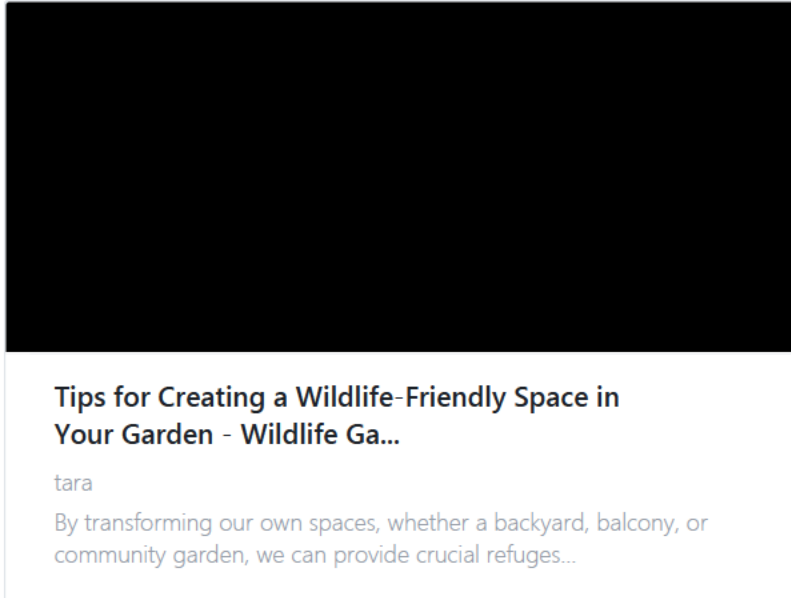 Tips for Creating a Wildlife-Friendly Space in
Your Garden - Wildlife Ga...
tara
By transforming our own spaces, whether a backyard, balcony, or
community garden, we can provide crucial refuges...